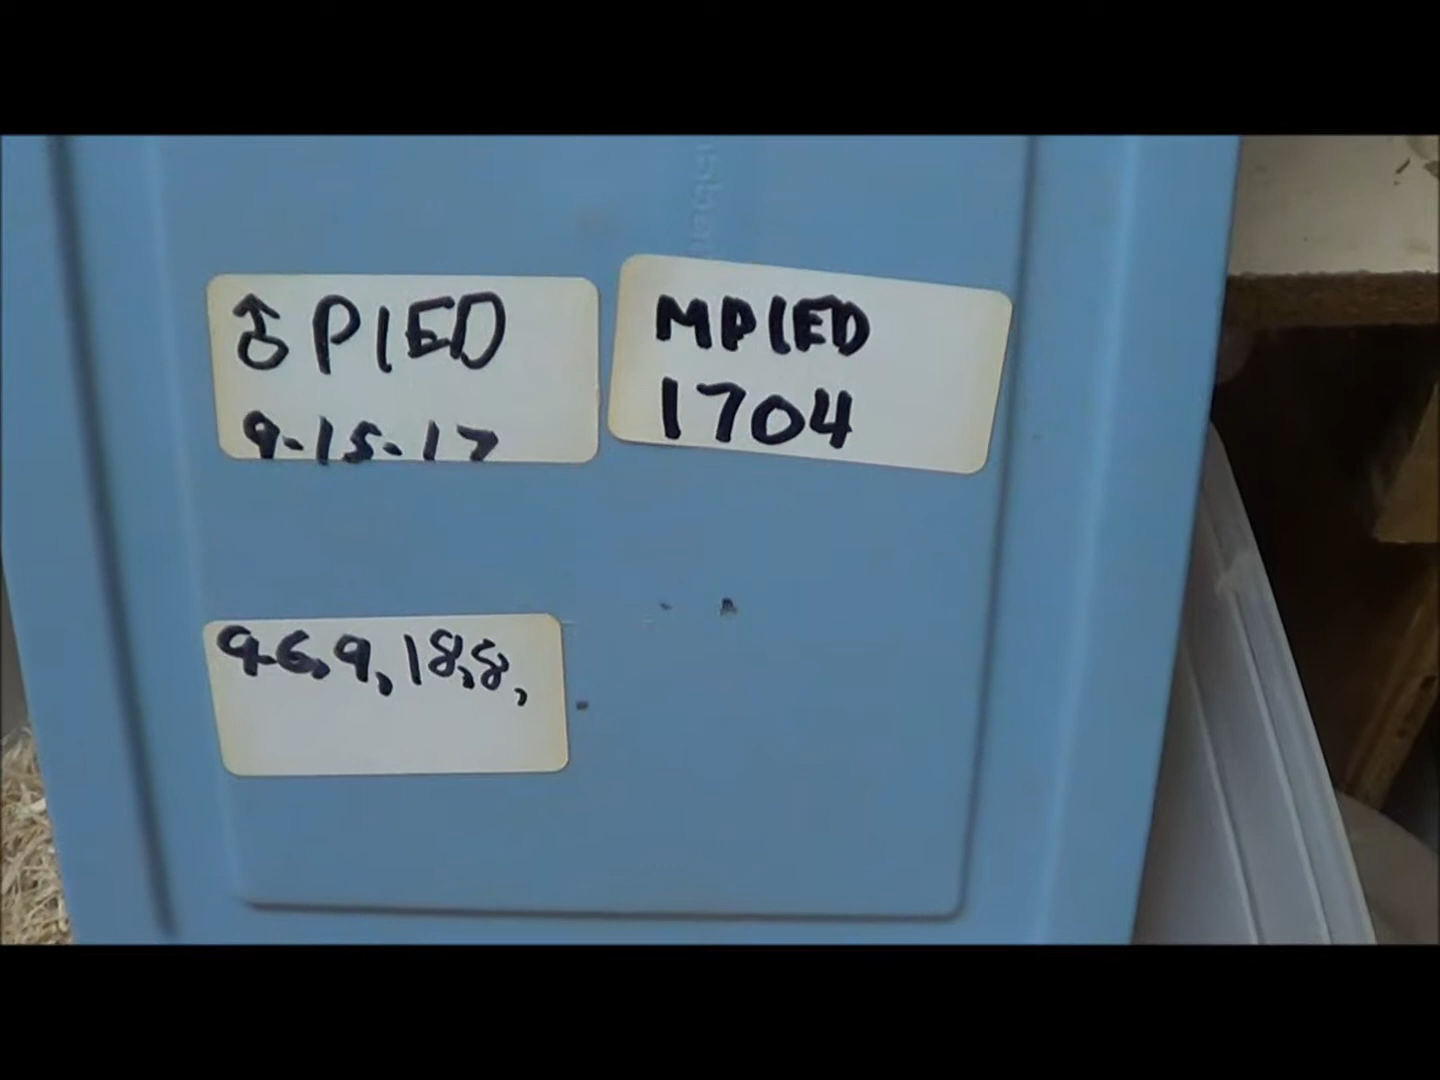 ♂ PIED
9-15-17
MPIED
1704
9-6, 9, 18, 8,